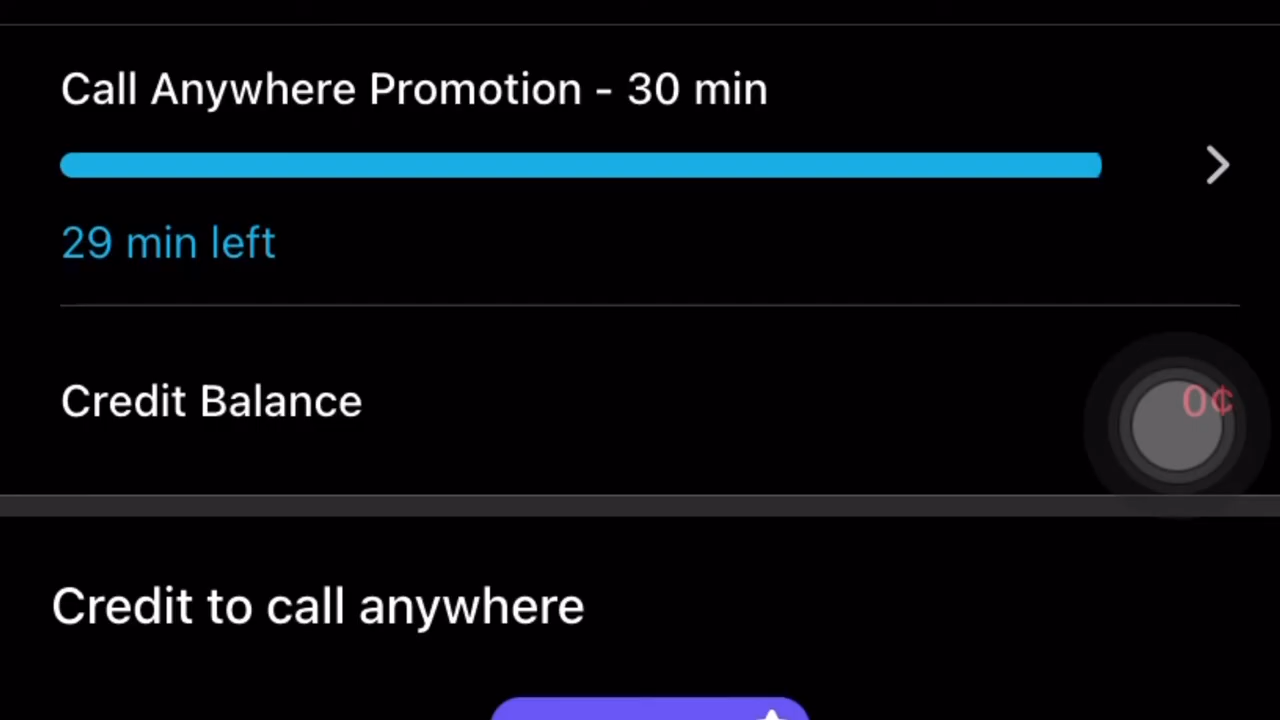 Call Anywhere Promotion - 30 min
29 min left
Credit Balance
0¢
Credit to call anywhere